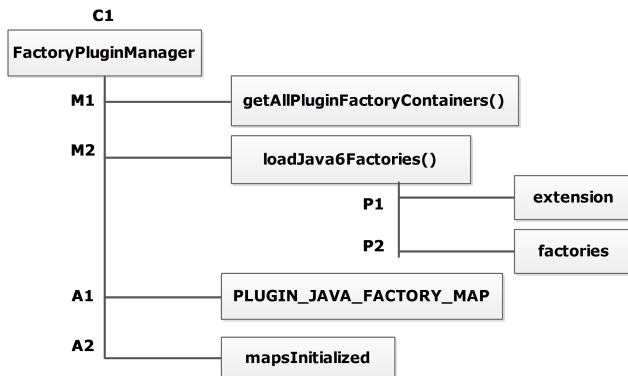 C1
FactoryPluginManager
M1
getAllPluginFactoryContainers()
M2
loadJava6Factories()
P1
extension
P2
factories
A1
PLUGIN_JAVA_FACTORY_MAP
A2
mapsInitialized